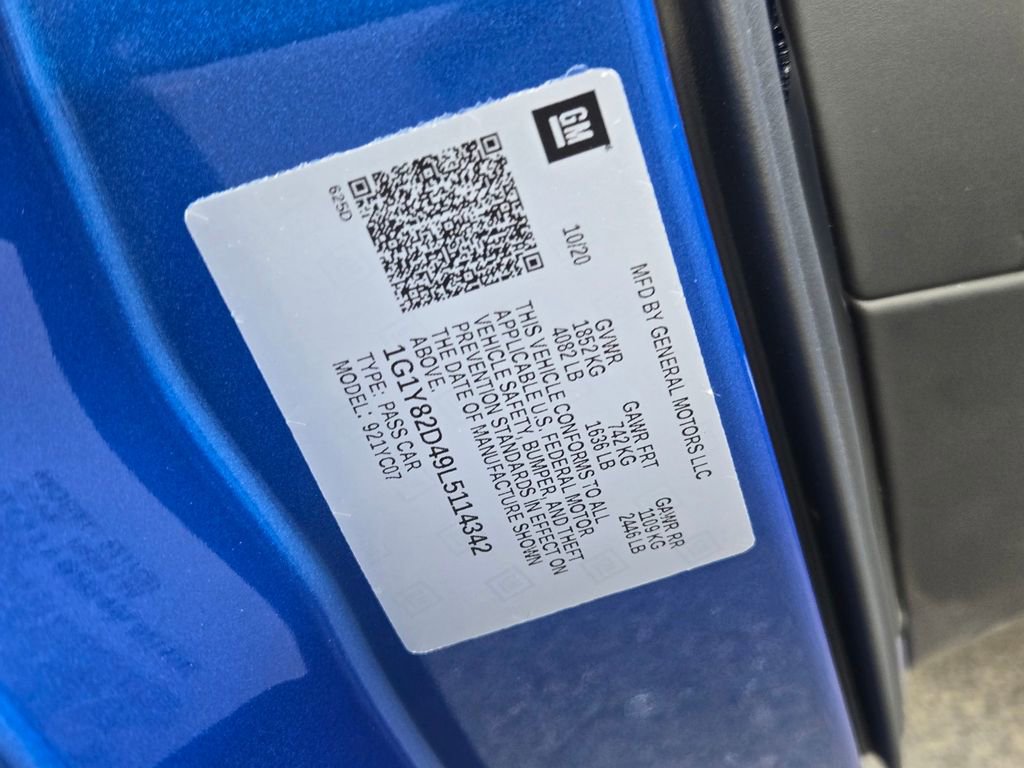 GM
10/20
MFD BY GENERAL MOTORS LLC
GVWR
1852 KG
4082 LB
GAWR FRT
742 KG
1636 LB
GAWR RR
1109 KG
2446 LB
THIS VEHICLE CONFORMS TO ALL
APPLICABLE U.S. FEDERAL MOTOR
VEHICLE SAFETY, BUMPER, AND THEFT
PREVENTION STANDARDS IN EFFECT ON
THE DATE OF MANUFACTURE SHOWN
ABOVE.
1G1Y82D49L5114342
TYPE: PASS CAR
MODEL: 921YC07
625D